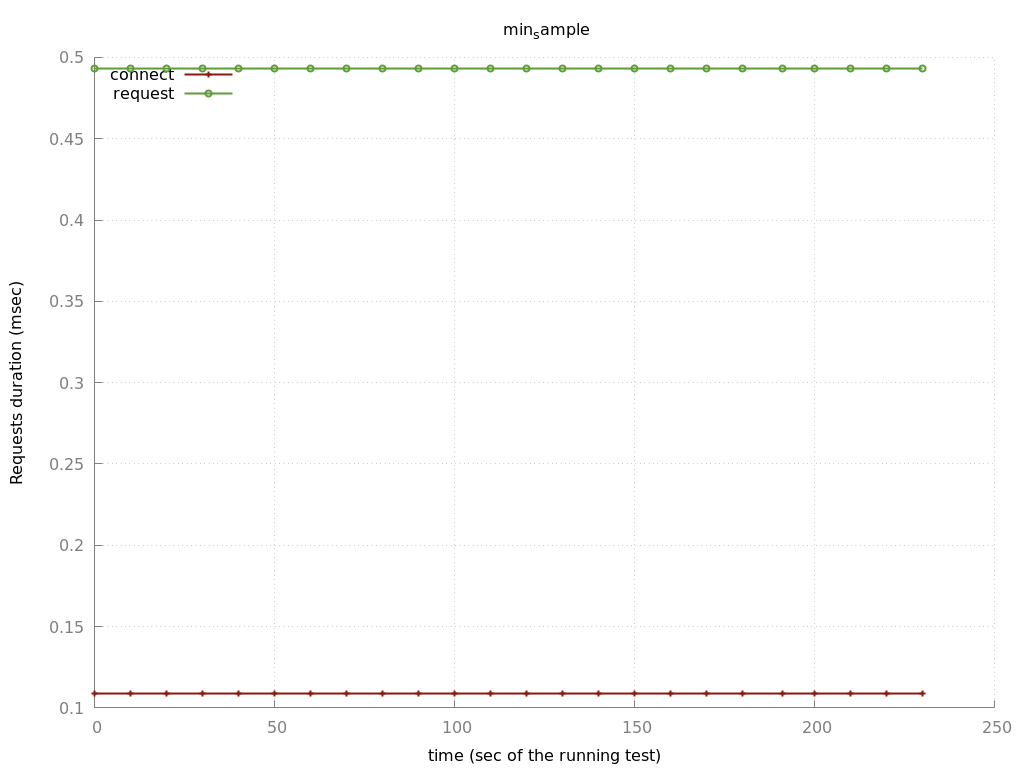 min_sample
0.5
connect
request
0.45
0.4
0.35
0.3
0.25
0.2
0.15
0.1
0 50 100 150 200 250
Requests duration (msec)
time (sec of the running test)